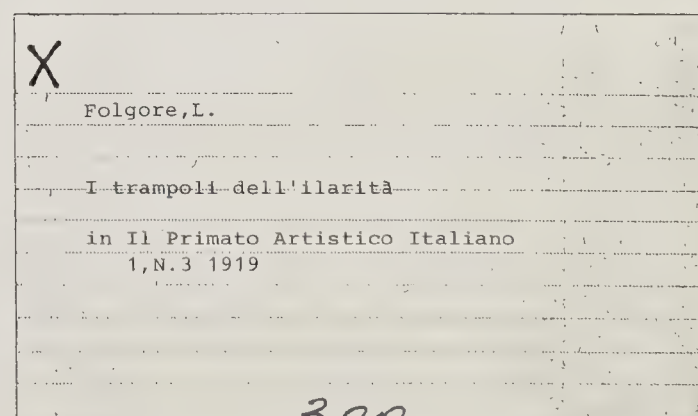 X
Folgore,L.
I trampoli dell'ilarità
in Il Primato Artistico Italiano
1,N.3 1919